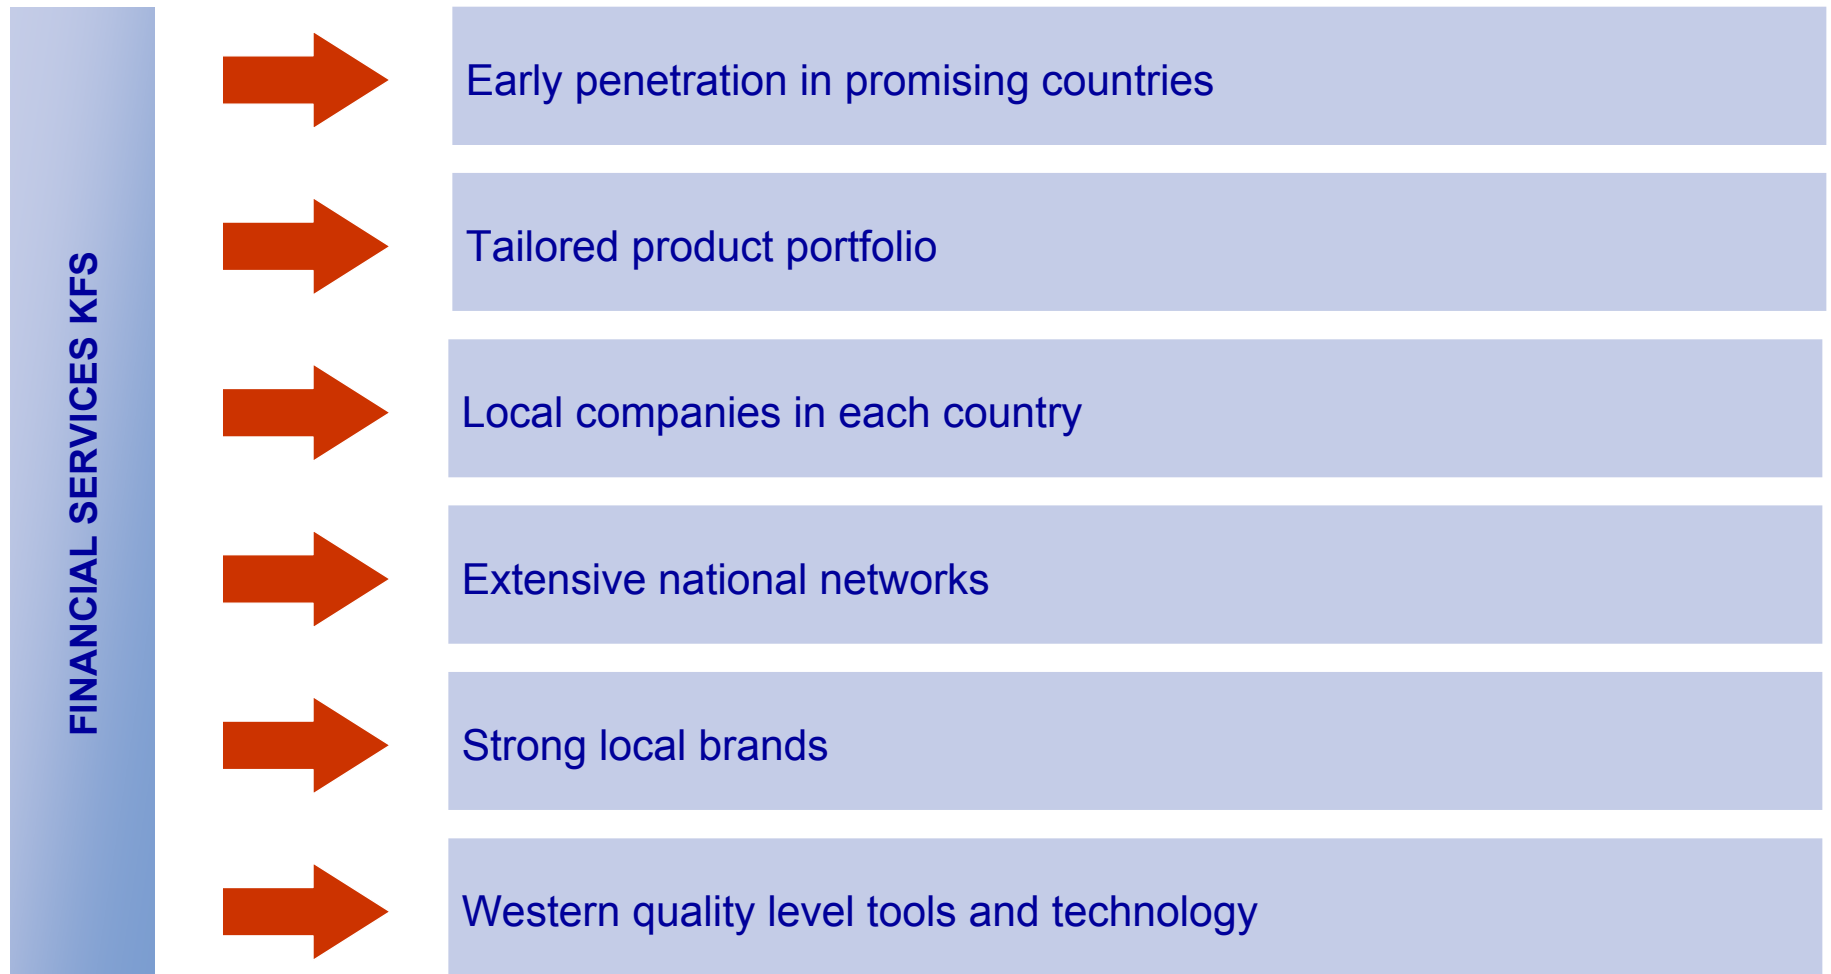 FINANCIAL SERVICES KFS
Early penetration in promising countries
Tailored product portfolio
Local companies in each country
Extensive national networks
Strong local brands
Western quality level tools and technology